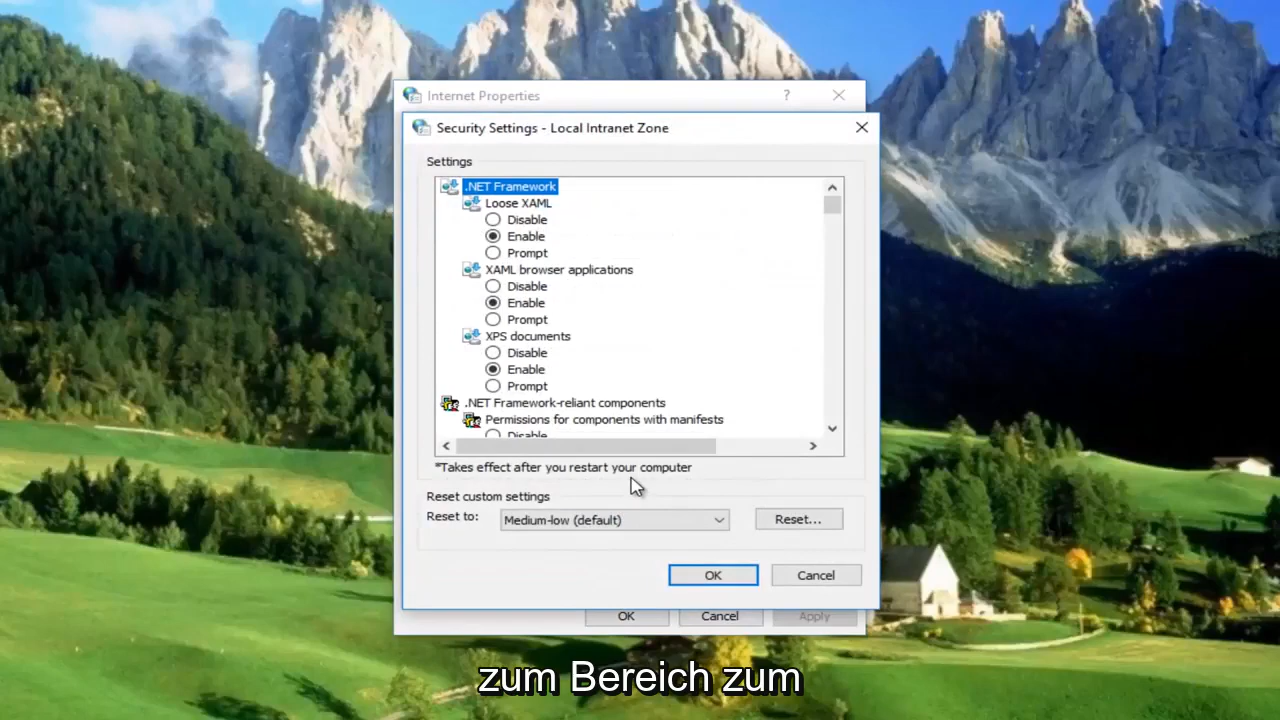 Internet Properties
?
Security Settings - Local Intranet Zone
Settings
.NET Framework
Loose XAML
Disable
Enable
Prompt
XAML browser applications
Disable
Enable
Prompt
XPS documents
Disable
Enable
Prompt
.NET Framework-reliant components
Permissions for components with manifests
Disable
*Takes effect after you restart your computer
Reset custom settings
Reset to:
Medium-low (default)
Reset...
OK
Cancel
OK
Cancel
Apply
zum Bereich zum